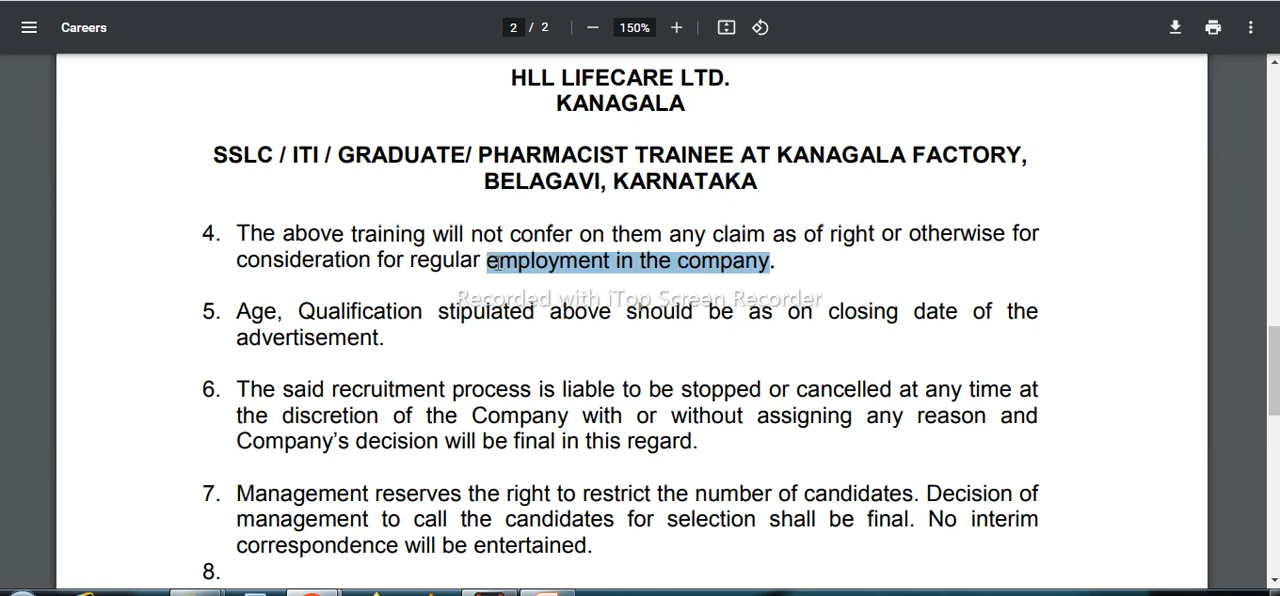 Careers
2 / 2
150%
HLL LIFECARE LTD.
KANAGALA
SSLC / ITI / GRADUATE/ PHARMACIST TRAINEE AT KANAGALA FACTORY,
BELAGAVI, KARNATAKA
4. The above training will not confer on them any claim as of right or otherwise for
consideration for regular employment in the company.
Recorded with iTop Screen Recorder
5. Age, Qualification stipulated above should be as on closing date of the
advertisement.
6. The said recruitment process is liable to be stopped or cancelled at any time at
the discretion of the Company with or without assigning any reason and
Company’s decision will be final in this regard.
7. Management reserves the right to restrict the number of candidates. Decision of
management to call the candidates for selection shall be final. No interim
correspondence will be entertained.
8.